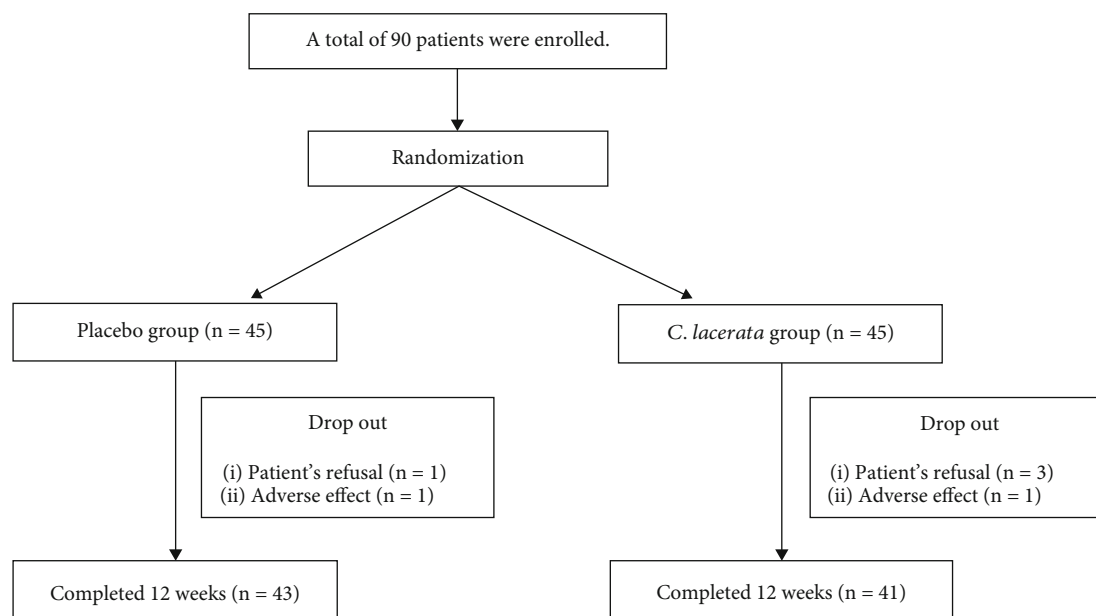 A total of 90 patients were enrolled.
Randomization
Placebo group (n = 45)
C. lacerata group (n = 45)
Drop out
(i) Patient's refusal (n = 1)
(ii) Adverse effect (n = 1)
Drop out
(i) Patient's refusal (n = 3)
(ii) Adverse effect (n = 1)
Completed 12 weeks (n = 43)
Completed 12 weeks (n = 41)